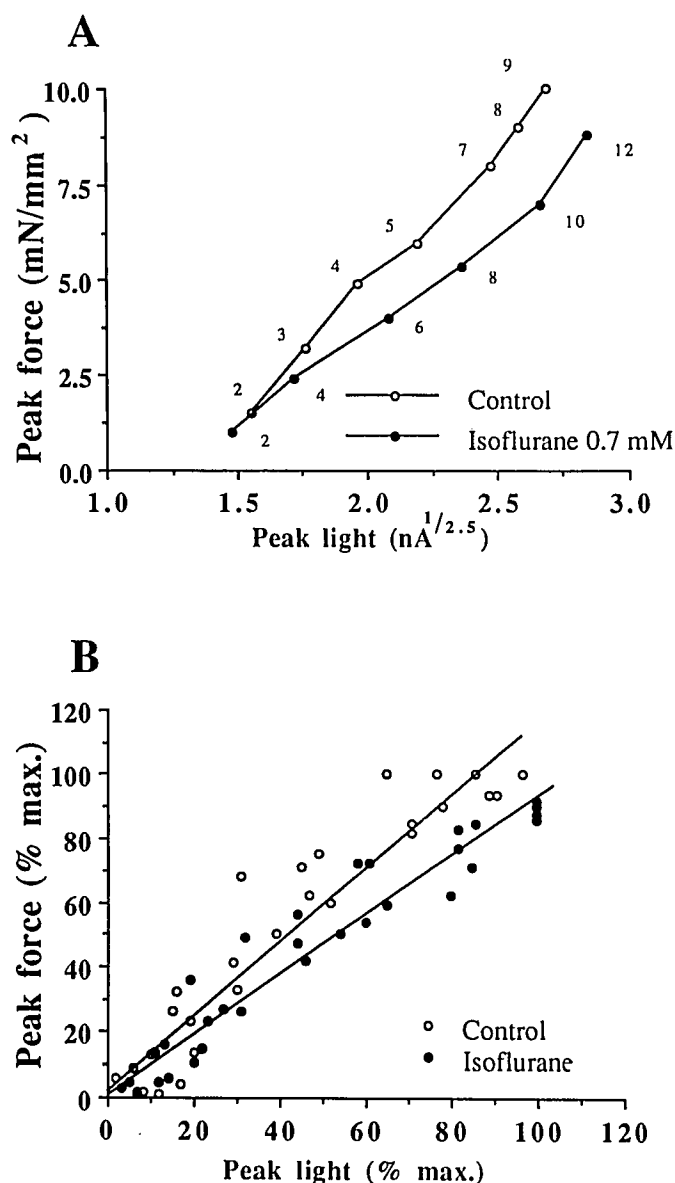 A
Peak force (mN/mm²)
10.0
7.5
5.0
2.5
0.0
9
8
7
5
4
3
2
12
10
8
6
4
2
Control
Isoflurane 0.7 mM
1.0 1.5 2.0 2.5 3.0
Peak light (nA^1/2.5)
B
Peak force (% max.)
120
100
80
60
40
20
0
Control
Isoflurane
0 20 40 60 80 100 120
Peak light (% max.)